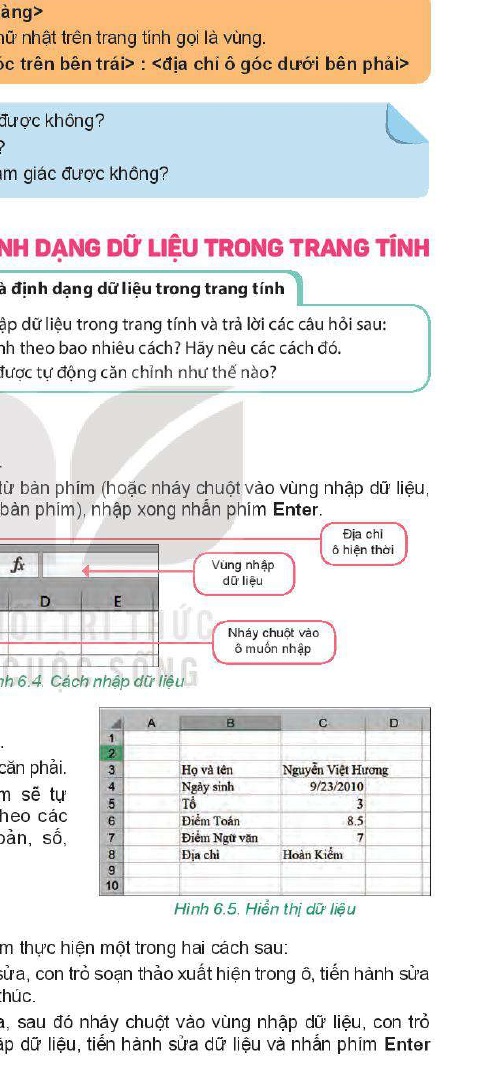 àng>
ữ nhật trên trang tính gọi là vùng.
óc trên bên trái> : <địa chỉ ô góc dưới bên phải>
được không?
?
am giác được không?
NH DẠNG DỮ LIỆU TRONG TRANG TÍNH
à định dạng dữ liệu trong trang tính
ập dữ liệu trong trang tính và trả lời các câu hỏi sau:
nh theo bao nhiêu cách? Hãy nêu các cách đó.
được tự động căn chỉnh như thế nào?
.
từ bàn phím (hoặc nháy chuột vào vùng nhập dữ liệu,
bàn phím), nhập xong nhấn phím Enter.
Địa chỉ
ô hiện thời
fx
Vùng nhập
dữ liệu
D E
Nháy chuột vào
ô muốn nhập
ỐI TRI THỨC
CUỘC SỐNG
nh 6.4. Cách nhập dữ liệu
.
căn phải.
m sẽ tự
heo các
bản, số,
A B C D
1
2
3 Họ và tên Nguyễn Việt Hương
4 Ngày sinh 9/23/2010
5 Tổ 3
6 Điểm Toán 8.5
7 Điểm Ngữ văn 7
8 Địa chỉ Hoàn Kiếm
9
10
Hình 6.5. Hiển thị dữ liệu
m thực hiện một trong hai cách sau:
sửa, con trỏ soạn thảo xuất hiện trong ô, tiến hành sửa
thúc.
a, sau đó nháy chuột vào vùng nhập dữ liệu, con trỏ
ập dữ liệu, tiến hành sửa dữ liệu và nhấn phím Enter